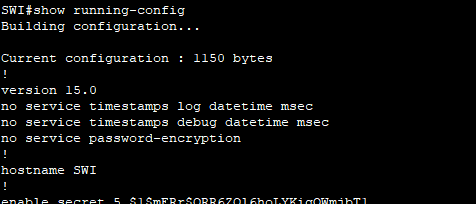 SWI#show running-config
Building configuration...
Current configuration : 1150 bytes
!
version 15.0
no service timestamps log datetime msec
no service timestamps debug datetime msec
no service password-encryption
!
hostname SWI
!
enable secret 5